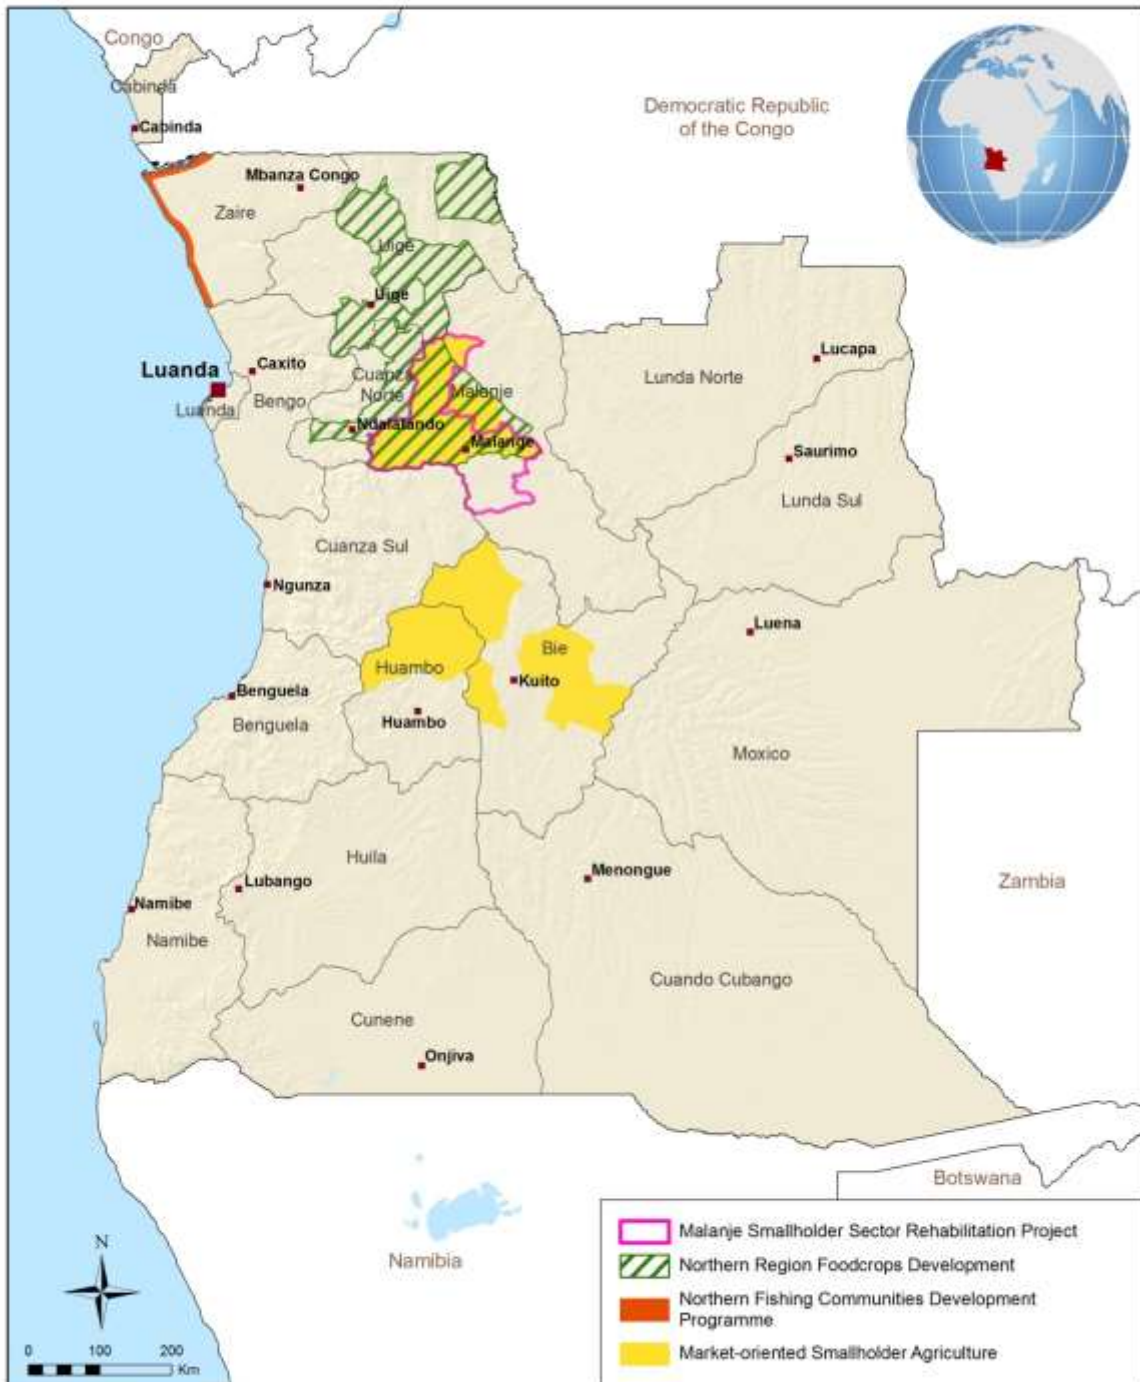 Congo
Cabinda
Cabinda
Democratic Republic
of the Congo
Mbanza Congo
Zaire
Uige
Uige
Luanda
Caxito
Luanda
Bengo
Cuanza
Norte
Malanje
Ndalatando
Malange
Lunda Norte
Lucapa
Saurimo
Lunda Sul
Cuanza Sul
Ngunza
Luena
Bie
Huambo
Kuito
Benguela
Benguela
Huambo
Moxico
Huila
Lubango
Menongue
Zambia
Namibe
Namibe
Cuando Cubango
Cunene
Onjiva
Botswana
Namibia
N
0 100 200
Km
Malanje Smallholder Sector Rehabilitation Project
Northern Region Foodcrops Development
Northern Fishing Communities Development
Programme
Market-oriented Smallholder Agriculture